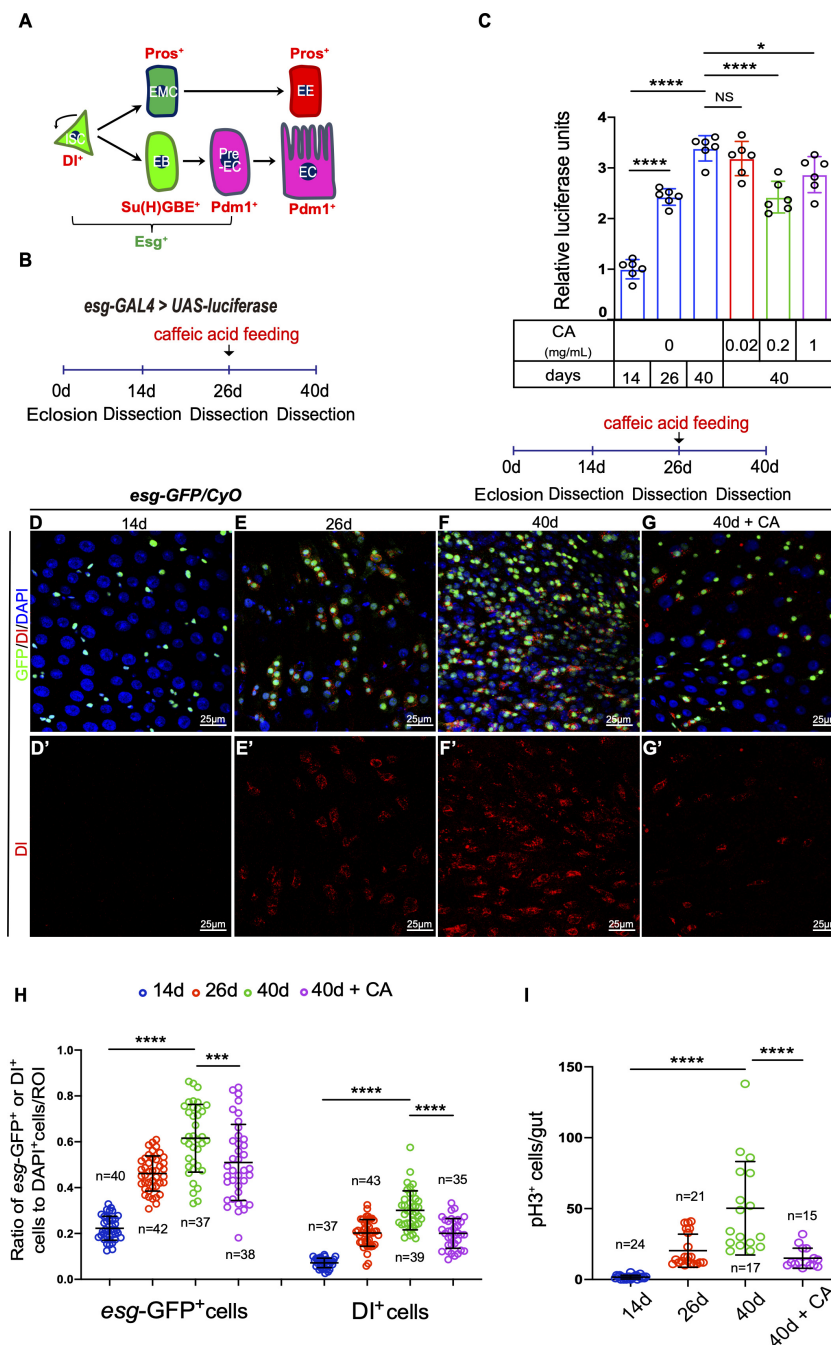 A
Pros⁺
Pros⁺
EMC
EE
ISC
Dl⁺
EB
Pre
-EC
EC
Su(H)GBE⁺
Pdm1⁺
Pdm1⁺
Esg⁺
B
esg-GAL4 > UAS-luciferase
caffeic acid feeding
0d 14d 26d 40d
Eclosion Dissection Dissection Dissection
C
*
****
**** NS
****
Relative luciferase units
4
3
2
1
0
CA
(mg/mL)
0 0.02 0.2 1
days 14 26 40 40
caffeic acid feeding
0d 14d 26d 40d
Eclosion Dissection Dissection Dissection
esg-GFP/CyO
D 14d E 26d F 40d G 40d + CA
GFP/Dl/DAPI
25μm 25μm 25μm 25μm
D' E' F' G'
Dl
25μm 25μm 25μm 25μm
H
14d 26d 40d 40d + CA
Ratio of esg-GFP⁺ or Dl⁺
cells to DAPI⁺cells/ROI
1.0
0.8
0.6
0.4
0.2
0.0
**** ***
**** ****
n=40 n=42 n=37 n=38
n=37 n=43 n=39 n=35
esg-GFP⁺cells Dl⁺cells
I
pH3⁺ cells/gut
150
100
50
0
**** ****
n=24 n=21 n=17 n=15
14d 26d 40d 40d + CA